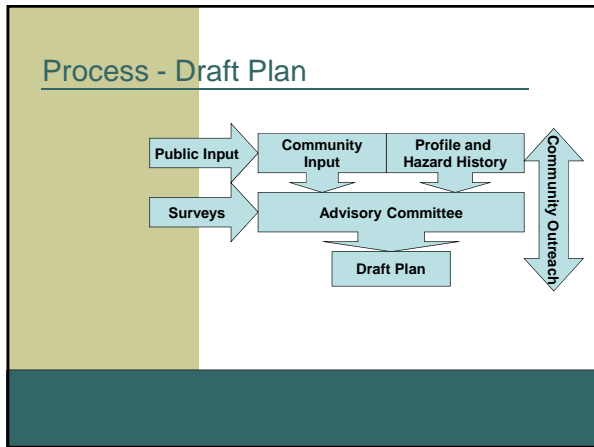 Process - Draft Plan
Public Input
Community
Input
Profile and
Hazard History
Surveys
Advisory Committee
Draft Plan
Community Outreach